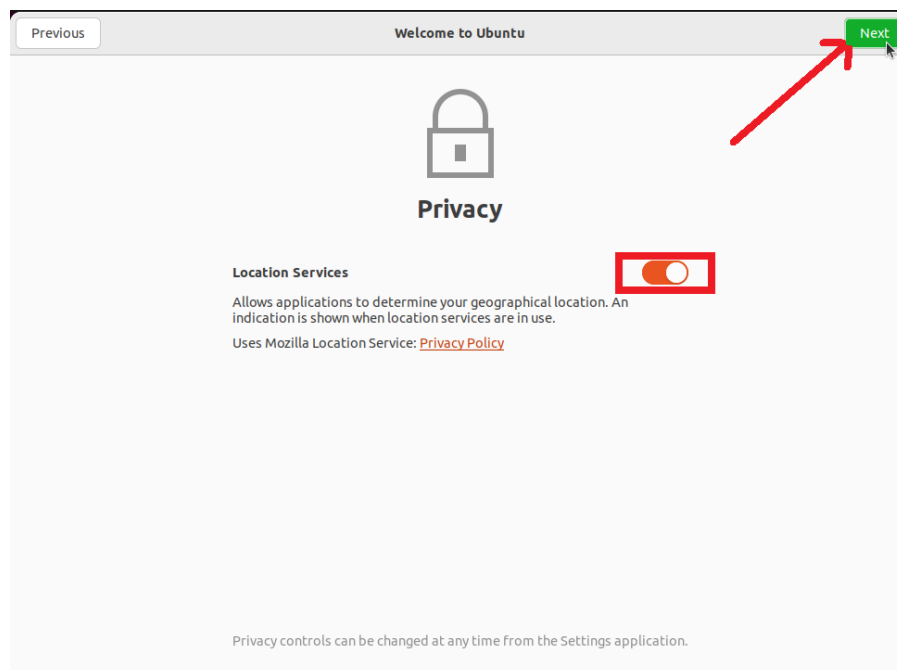 Previous
Welcome to Ubuntu
Next
Privacy
Location Services
Allows applications to determine your geographical location. An
indication is shown when location services are in use.
Uses Mozilla Location Service: Privacy Policy
Privacy controls can be changed at any time from the Settings application.